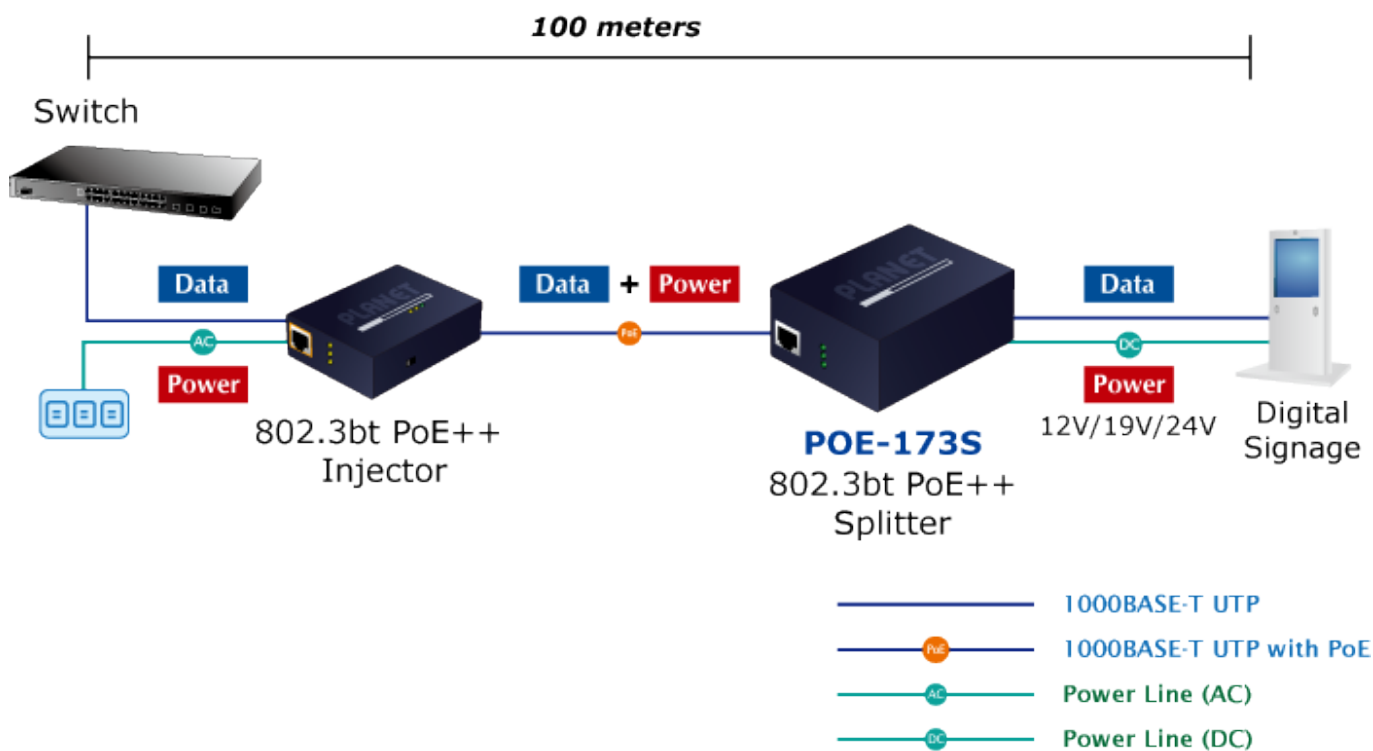 100 meters
Switch
Data
Data + Power
Data
PLANET
PLANET
AC
PoE
DC
Power
Power
12V/19V/24V
802.3bt PoE++
Injector
POE-173S
802.3bt PoE++
Splitter
Digital
Signage
1000BASE-T UTP
PoE 1000BASE-T UTP with PoE
AC Power Line (AC)
DC Power Line (DC)